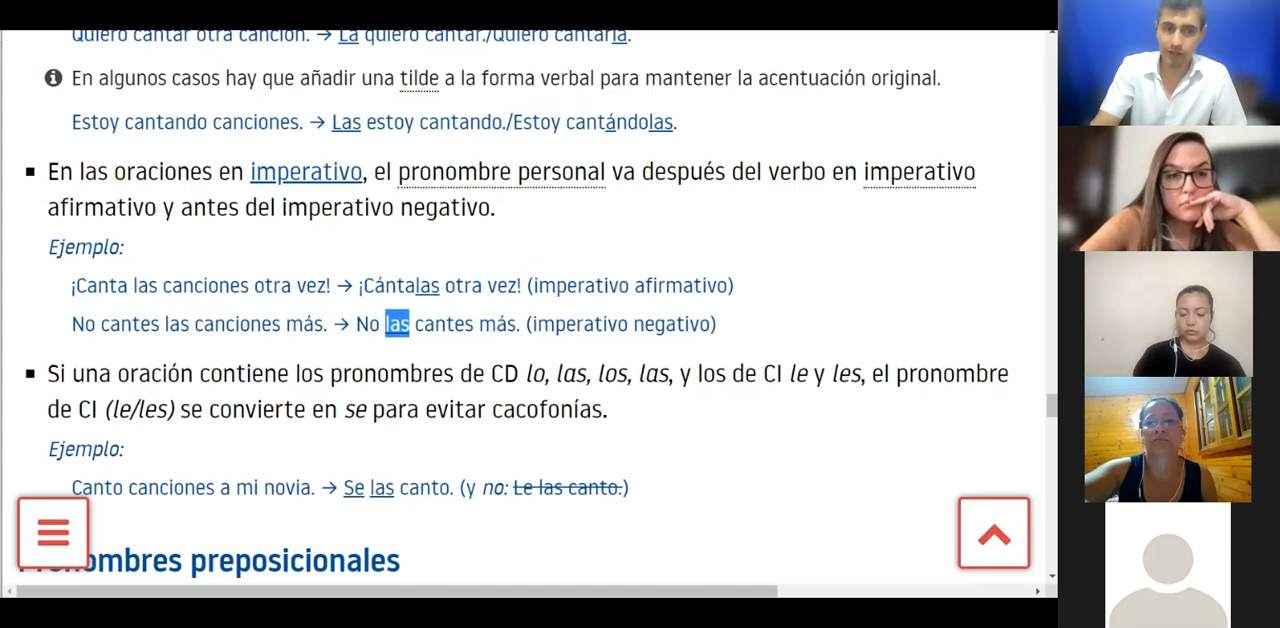 Quiero cantar otra canción. → La quiero cantar./Quiero cantarla.
En algunos casos hay que añadir una tilde a la forma verbal para mantener la acentuación original.
Estoy cantando canciones. → Las estoy cantando./Estoy cantándolas.
▪ En las oraciones en imperativo, el pronombre personal va después del verbo en imperativo
afirmativo y antes del imperativo negativo.
Ejemplo:
¡Canta las canciones otra vez! → ¡Cántalas otra vez! (imperativo afirmativo)
No cantes las canciones más. → No las cantes más. (imperativo negativo)
▪ Si una oración contiene los pronombres de CD lo, las, los, las, y los de CI le y les, el pronombre
de CI (le/les) se convierte en se para evitar cacofonías.
Ejemplo:
Canto canciones a mi novia. → Se las canto. (y no: Le las canto.)
Pronombres preposicionales